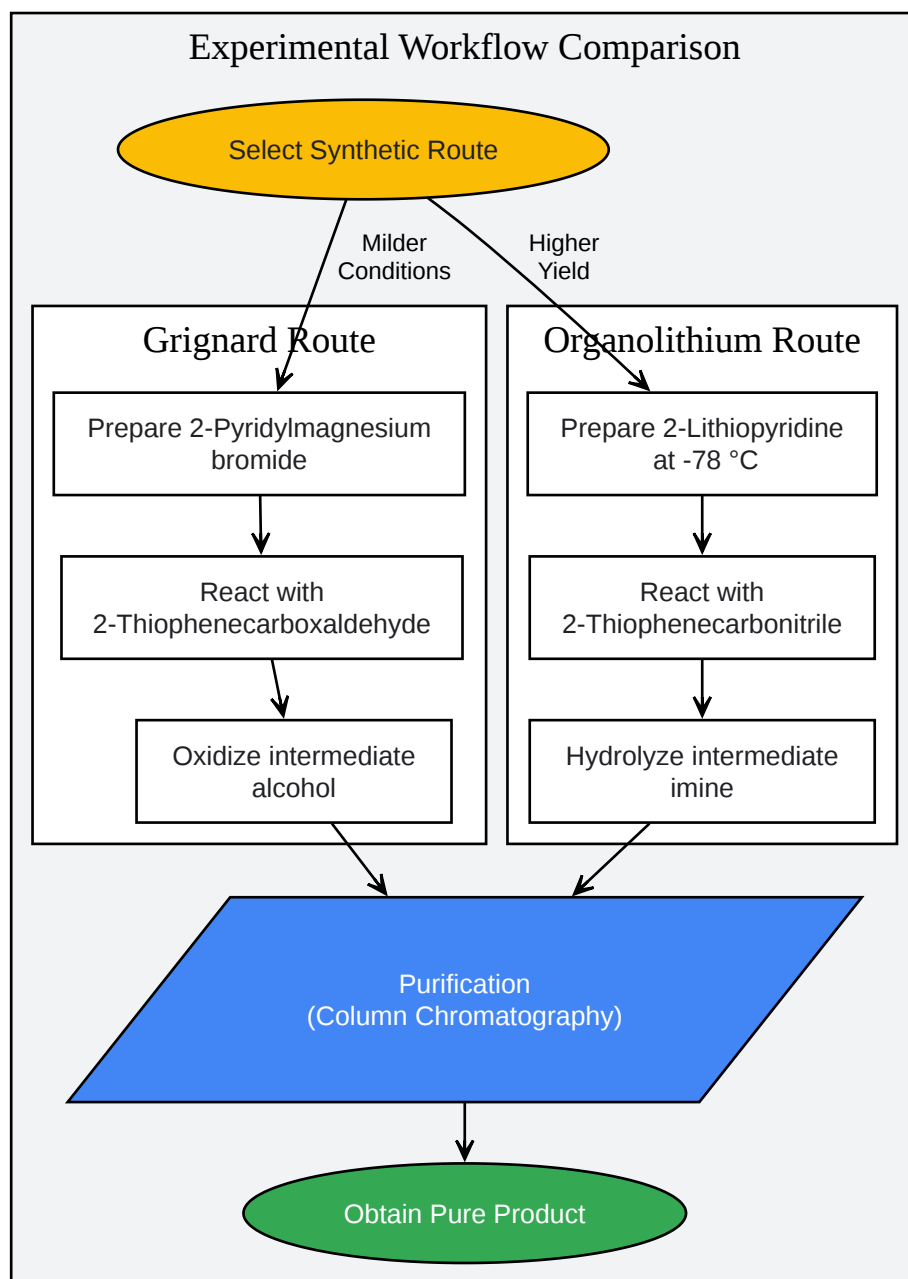 Experimental Workflow Comparison
Select Synthetic Route
Milder
Conditions
Higher
Yield
Grignard Route
Prepare 2-Pyridylmagnesium
bromide
React with
2-Thiophenecarboxaldehyde
Oxidize intermediate
alcohol
Organolithium Route
Prepare 2-Lithiopyridine
at -78 °C
React with
2-Thiophenecarbonitrile
Hydrolyze intermediate
imine
Purification
(Column Chromatography)
Obtain Pure Product